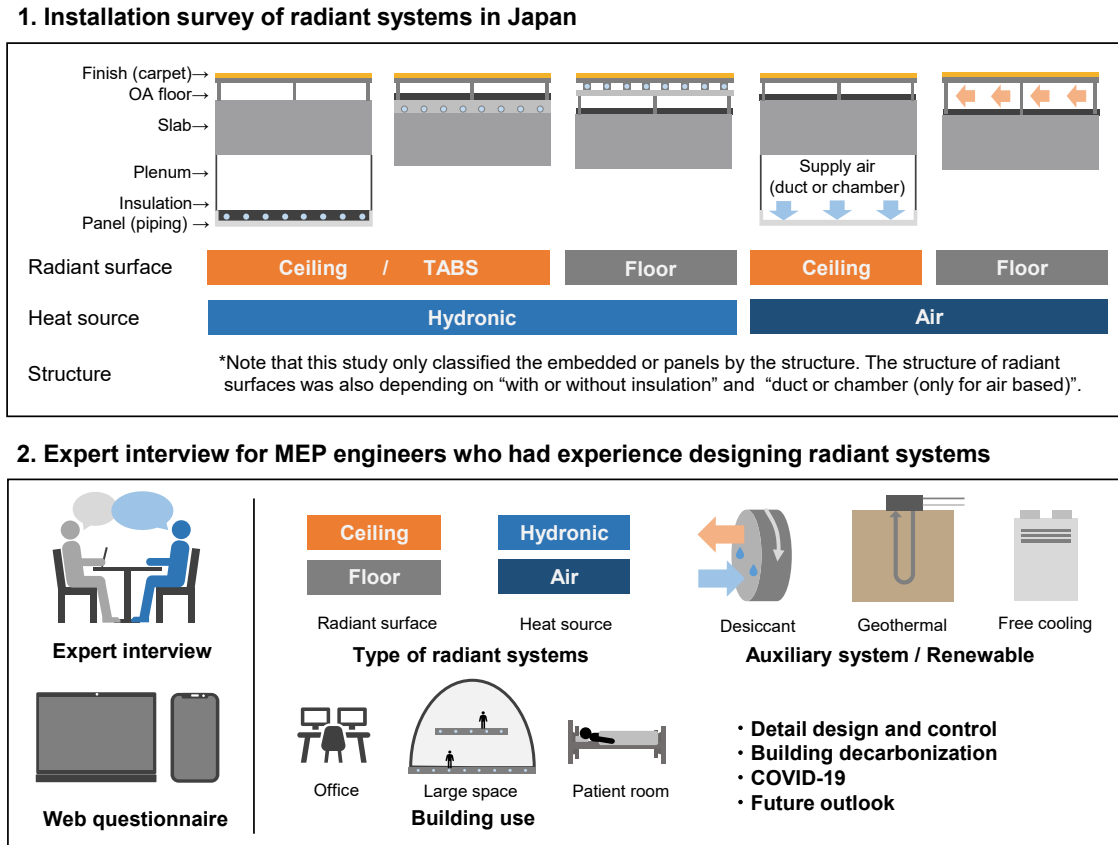 1. Installation survey of radiant systems in Japan
Finish (carpet)→
OA floor→
Slab→
Plenum→
Insulation→
Panel (piping)→
Supply air
(duct or chamber)
Radiant surface
Ceiling / TABS
Floor
Ceiling
Floor
Heat source
Hydronic
Air
Structure
*Note that this study only classified the embedded or panels by the structure. The structure of radiant
surfaces was also depending on “with or without insulation” and “duct or chamber (only for air based)”.
2. Expert interview for MEP engineers who had experience designing radiant systems
Expert interview
Web questionnaire
Ceiling
Floor
Radiant surface
Hydronic
Air
Heat source
Type of radiant systems
Desiccant
Geothermal
Free cooling
Auxiliary system / Renewable
Office
Large space
Patient room
Building use
・Detail design and control
・Building decarbonization
・COVID-19
・Future outlook